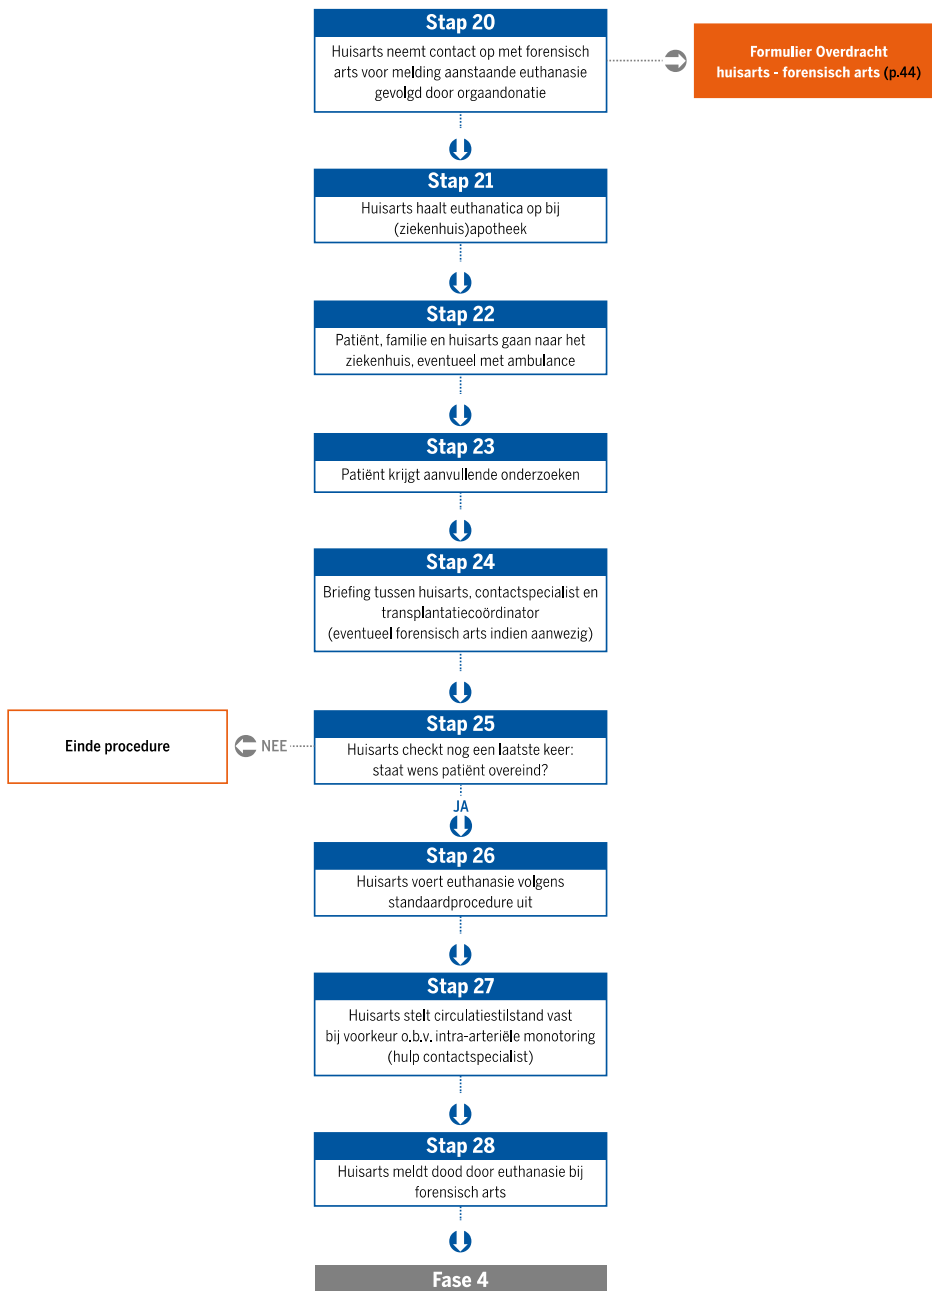 Stap 20
Huisarts neemt contact op met forensisch
arts voor melding aanstaande euthanasie
gevolgd door orgaandonatie
Formulier Overdracht
huisarts - forensisch arts (p.44)
Stap 21
Huisarts haalt euthanatica op bij
(ziekenhuis)apotheek
Stap 22
Patiënt, familie en huisarts gaan naar het
ziekenhuis, eventueel met ambulance
Stap 23
Patiënt krijgt aanvullende onderzoeken
Stap 24
Briefing tussen huisarts, contactspecialist en
transplantatiecoördinator
(eventueel forensisch arts indien aanwezig)
Stap 25
Huisarts checkt nog een laatste keer:
staat wens patiënt overeind?
NEE
Einde procedure
JA
Stap 26
Huisarts voert euthanasie volgens
standaardprocedure uit
Stap 27
Huisarts stelt circulatiestilstand vast
bij voorkeur o.b.v. intra-arteriële monotoring
(hulp contactspecialist)
Stap 28
Huisarts meldt dood door euthanasie bij
forensisch arts
Fase 4